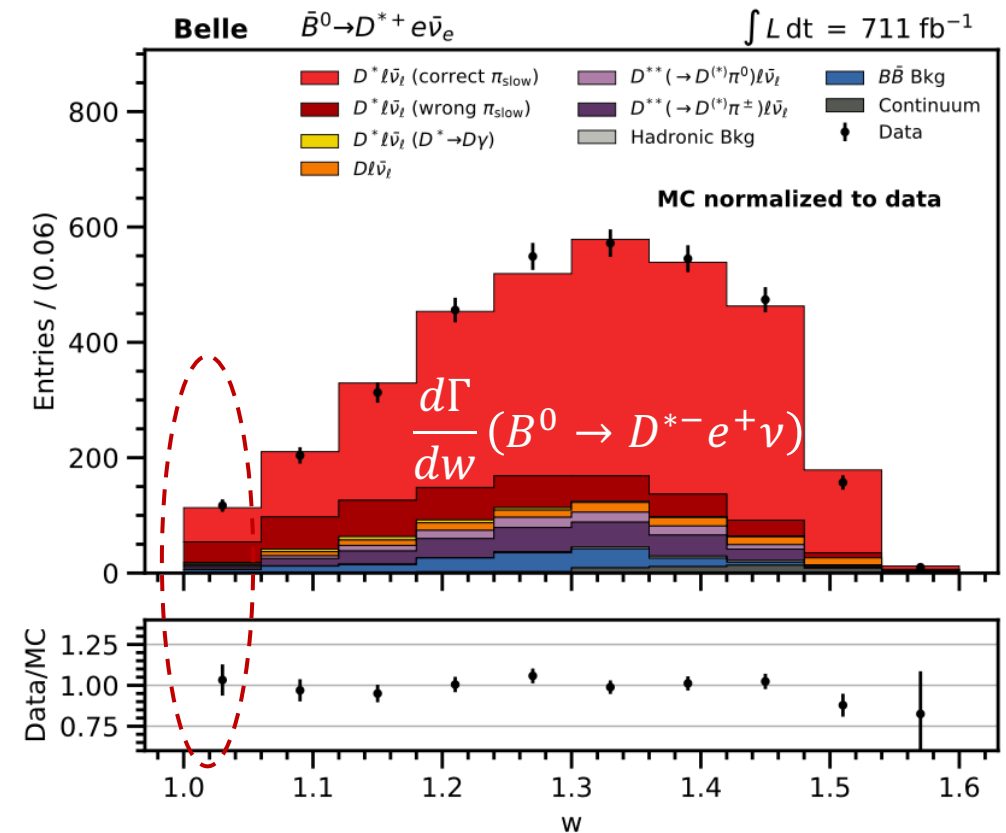 Belle B̄⁰→D*⁺ eν̄ₑ ∫ L dt = 711 fb⁻¹
D*ℓν̄ℓ (correct πslow)
D*ℓν̄ℓ (wrong πslow)
D*ℓν̄ℓ (D*→Dγ)
Dℓν̄ℓ
D**(→D(*)π⁰)ℓν̄ℓ
D**(→D(*)π±)ℓν̄ℓ
Hadronic Bkg
BB̄ Bkg
Continuum
Data
MC normalized to data
Entries / (0.06)
800
600
400
200
0
dΓ/dw (B⁰ → D*⁻e⁺ν)
Data/MC
1.25
1.00
0.75
1.0 1.1 1.2 1.3 1.4 1.5 1.6
w